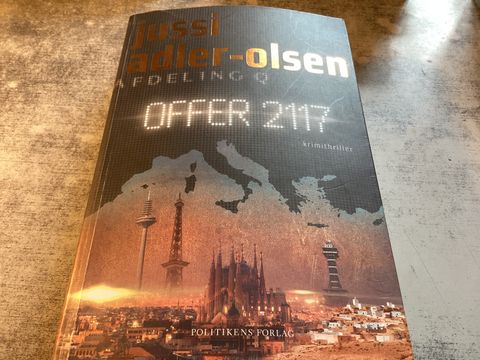 jussi
adler-olsen
AFDELING Q
OFFER 2117
krimithriller
POLITIKENS FORLAG